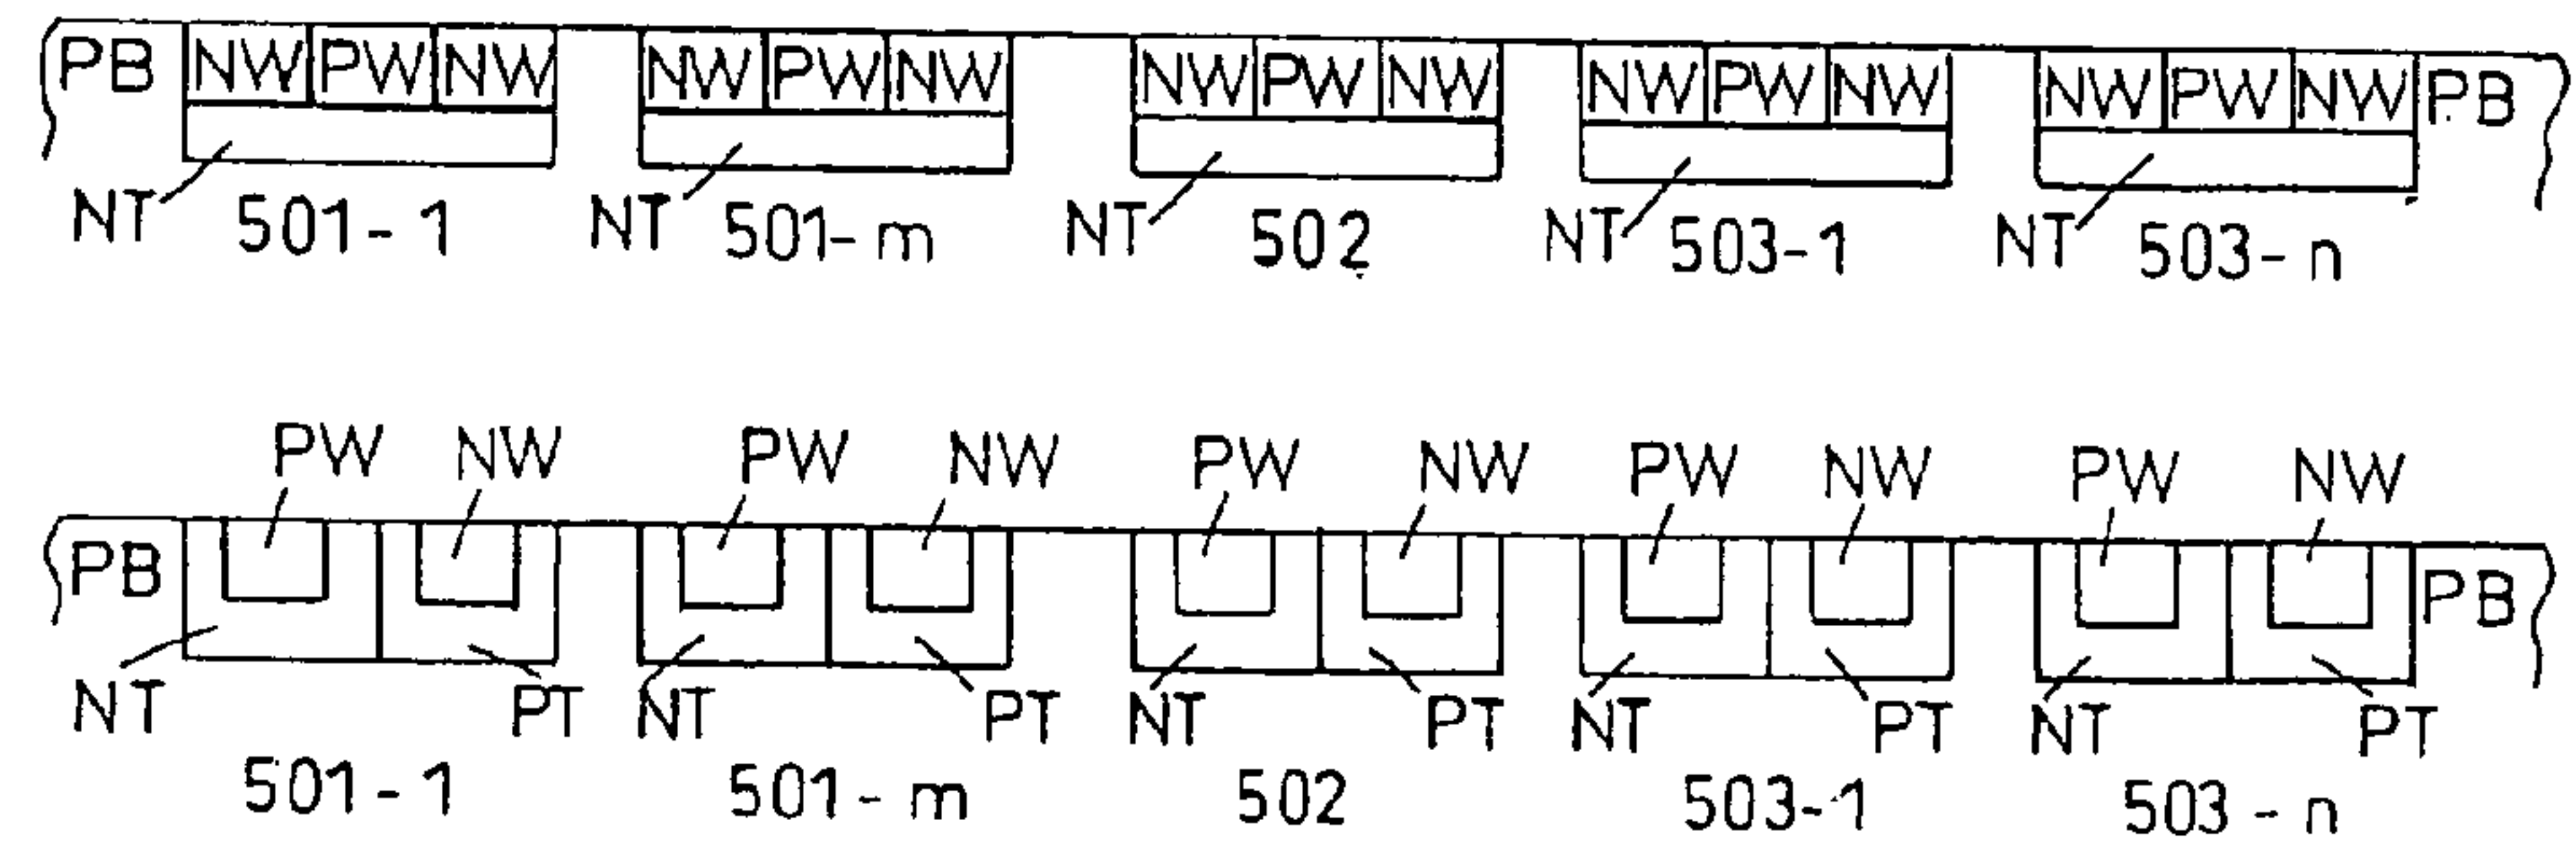 PB NW PW NW NW PW NW NW PW NW NW PW NW NW PW NW PB
NT 501-1 NT 501-m NT 502 NT 503-1 NT 503-n
PW NW PW NW PW NW PW NW PW NW
PB PB
NT PT NT PT NT PT NT PT NT PT
501-1 501-m 502 503-1 503-n